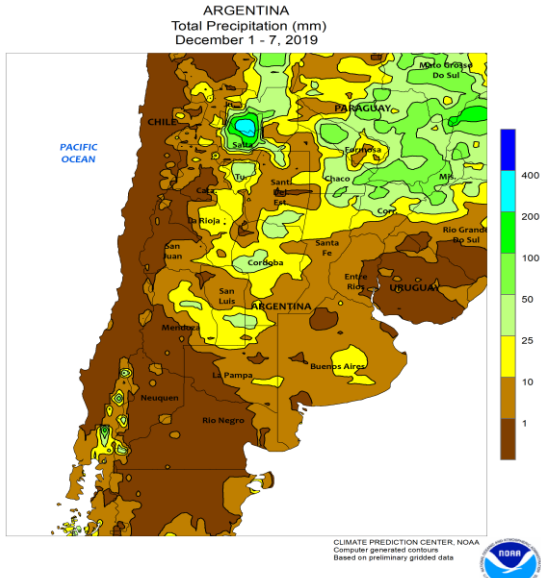 ARGENTINA
Total Precipitation (mm)
December 1 - 7, 2019
Mato Grosso
Do Sul
PARAGUAY
CHILE
PACIFIC
OCEAN
Salta
Formosa
Tu.
Chaco
Mis.
Sant.
Del
Est.
Cata.
Corr.
La Rioja
Rio Grande
Do Sul
Santa
Fe
San
Juan
Cordoba
Entre
Rios
URUGUAY
San
Luis
ARGENTINA
Mendoza
Buenos Aires
La Pampa
Neuquen
Rio Negro
400
200
100
50
25
10
1
CLIMATE PREDICTION CENTER, NOAA
Computer generated contours
Based on preliminary gridded data
NOAA